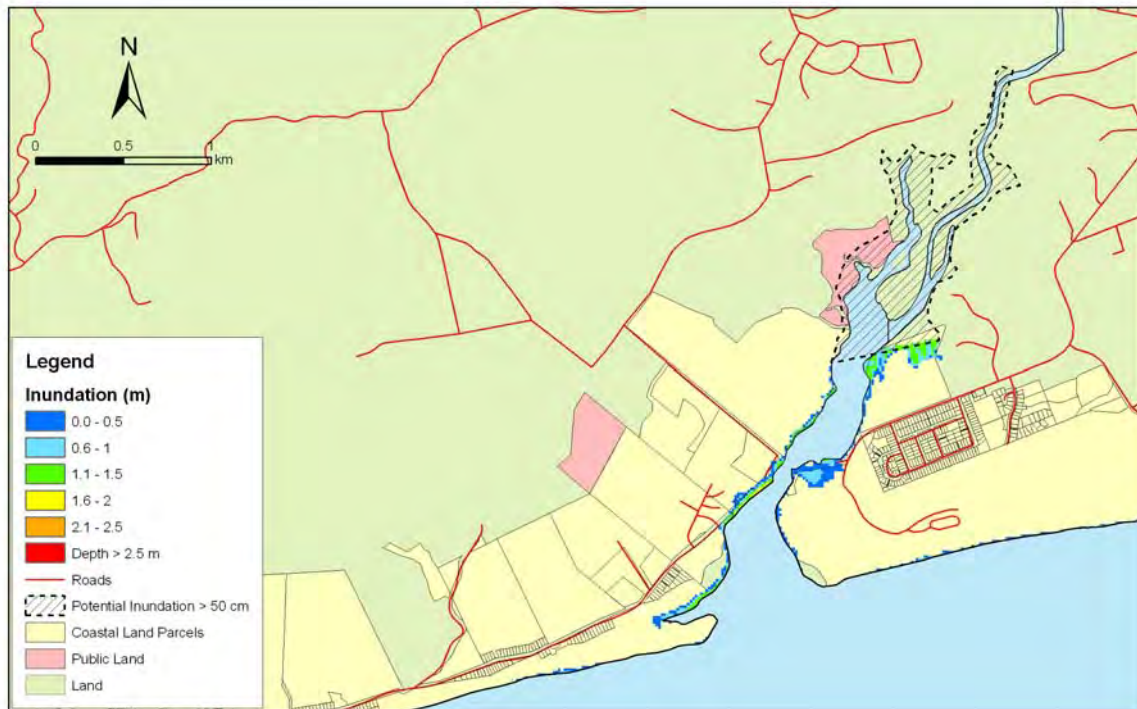 N
0 0.5 1
km
Legend
Inundation (m)
0.0 - 0.5
0.6 - 1
1.1 - 1.5
1.6 - 2
2.1 - 2.5
Depth > 2.5 m
Roads
Potential Inundation > 50 cm
Coastal Land Parcels
Public Land
Land